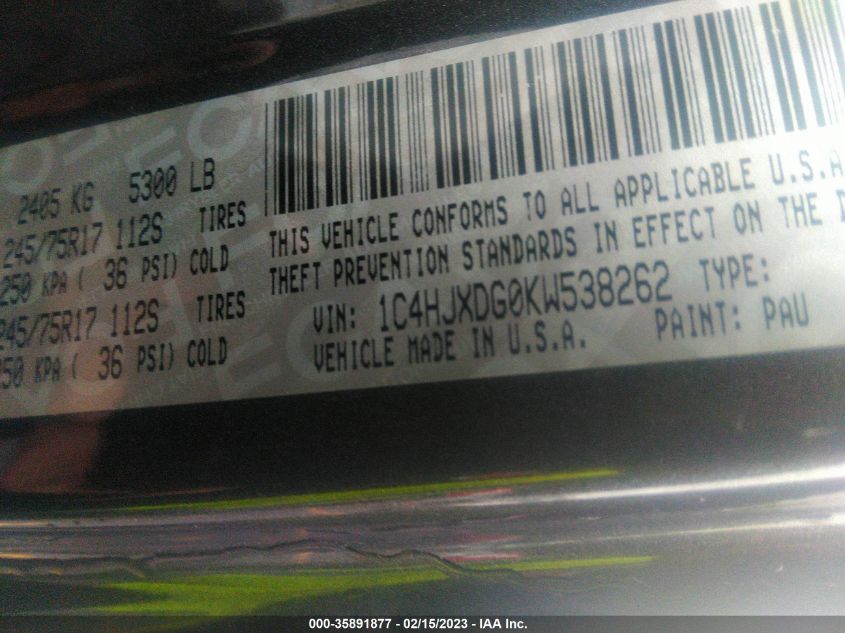 2405 KG 5300 LB
245/75R17 112S TIRES
250 KPA ( 36 PSI) COLD
245/75R17 112S TIRES
250 KPA ( 36 PSI) COLD
THIS VEHICLE CONFORMS TO ALL APPLICABLE U.S.A
THEFT PREVENTION STANDARDS IN EFFECT ON THE D
VIN: 1C4HJXDG0KW538262 TYPE:
VEHICLE MADE IN U.S.A. PAINT: PAU
000-35891877 - 02/15/2023 - IAA Inc.